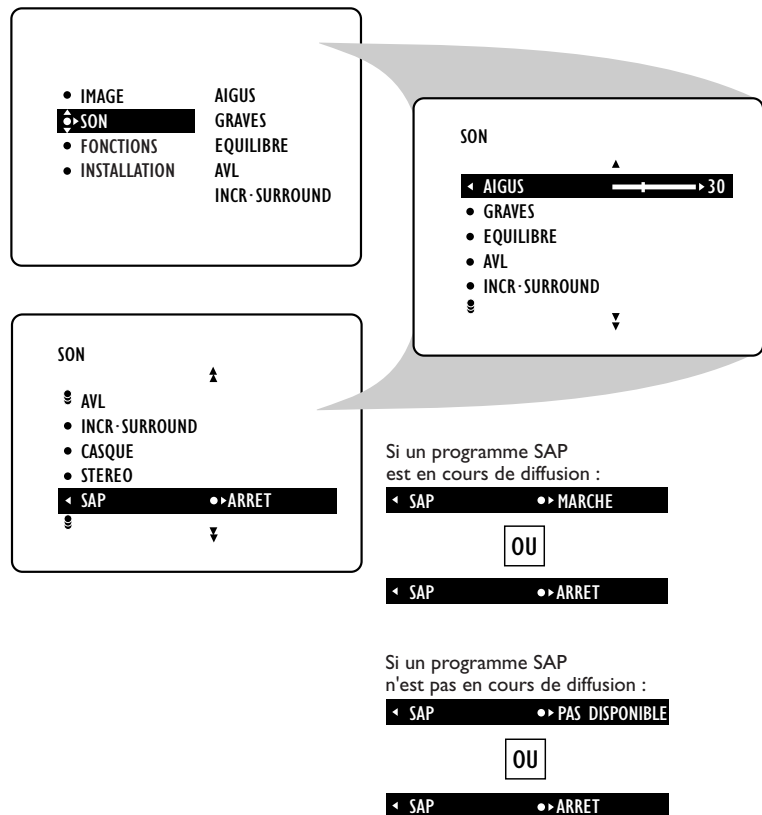 IMAGE AIGUS
SON GRAVES
FONCTIONS EQUILIBRE
INSTALLATION AVL
INCR·SURROUND
SON
AIGUS 30
GRAVES
EQUILIBRE
AVL
INCR·SURROUND
SON
AVL
INCR·SURROUND
CASQUE
STEREO
SAP ARRET
Si un programme SAP
est en cours de diffusion :
SAP MARCHE
OU
SAP ARRET
Si un programme SAP
n'est pas en cours de diffusion :
SAP PAS DISPONIBLE
OU
SAP ARRET